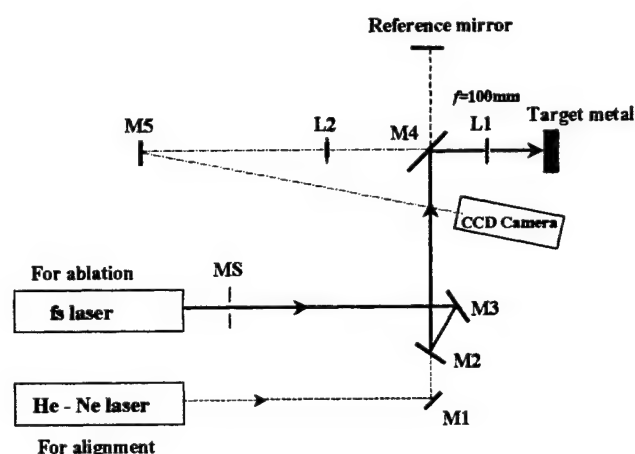 Reference mirror
f=100mm
M5
L2
M4
L1
Target metal
CCD Camera
For ablation
MS
fs laser
M3
M2
He - Ne laser
M1
For alignment